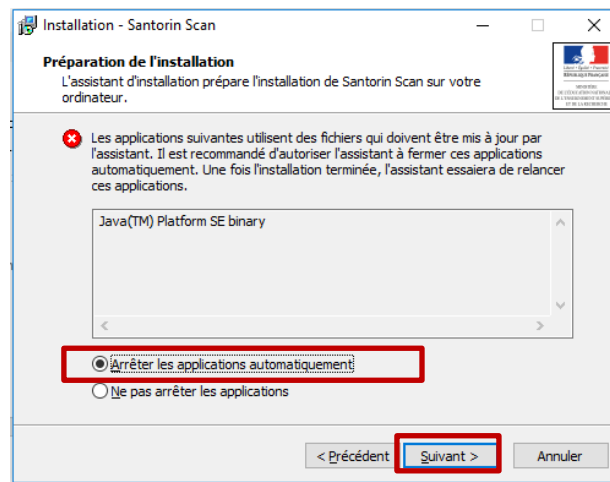 Installation - Santorin Scan
Préparation de l'installation
L'assistant d'installation prépare l'installation de Santorin Scan sur votre
ordinateur.
Les applications suivantes utilisent des fichiers qui doivent être mis à jour par
l'assistant. Il est recommandé d'autoriser l'assistant à fermer ces applications
automatiquement. Une fois l'installation terminée, l'assistant essaiera de relancer
ces applications.
Java(TM) Platform SE binary
Arrêter les applications automatiquement
Ne pas arrêter les applications
< Précédent
Suivant >
Annuler